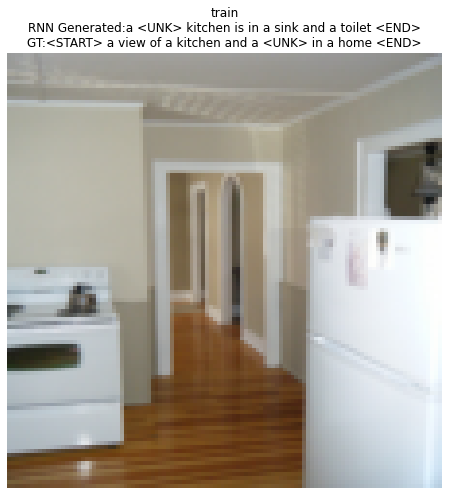 train
RNN Generated:a <UNK> kitchen is in a sink and a toilet <END>
GT:<START> a view of a kitchen and a <UNK> in a home <END>